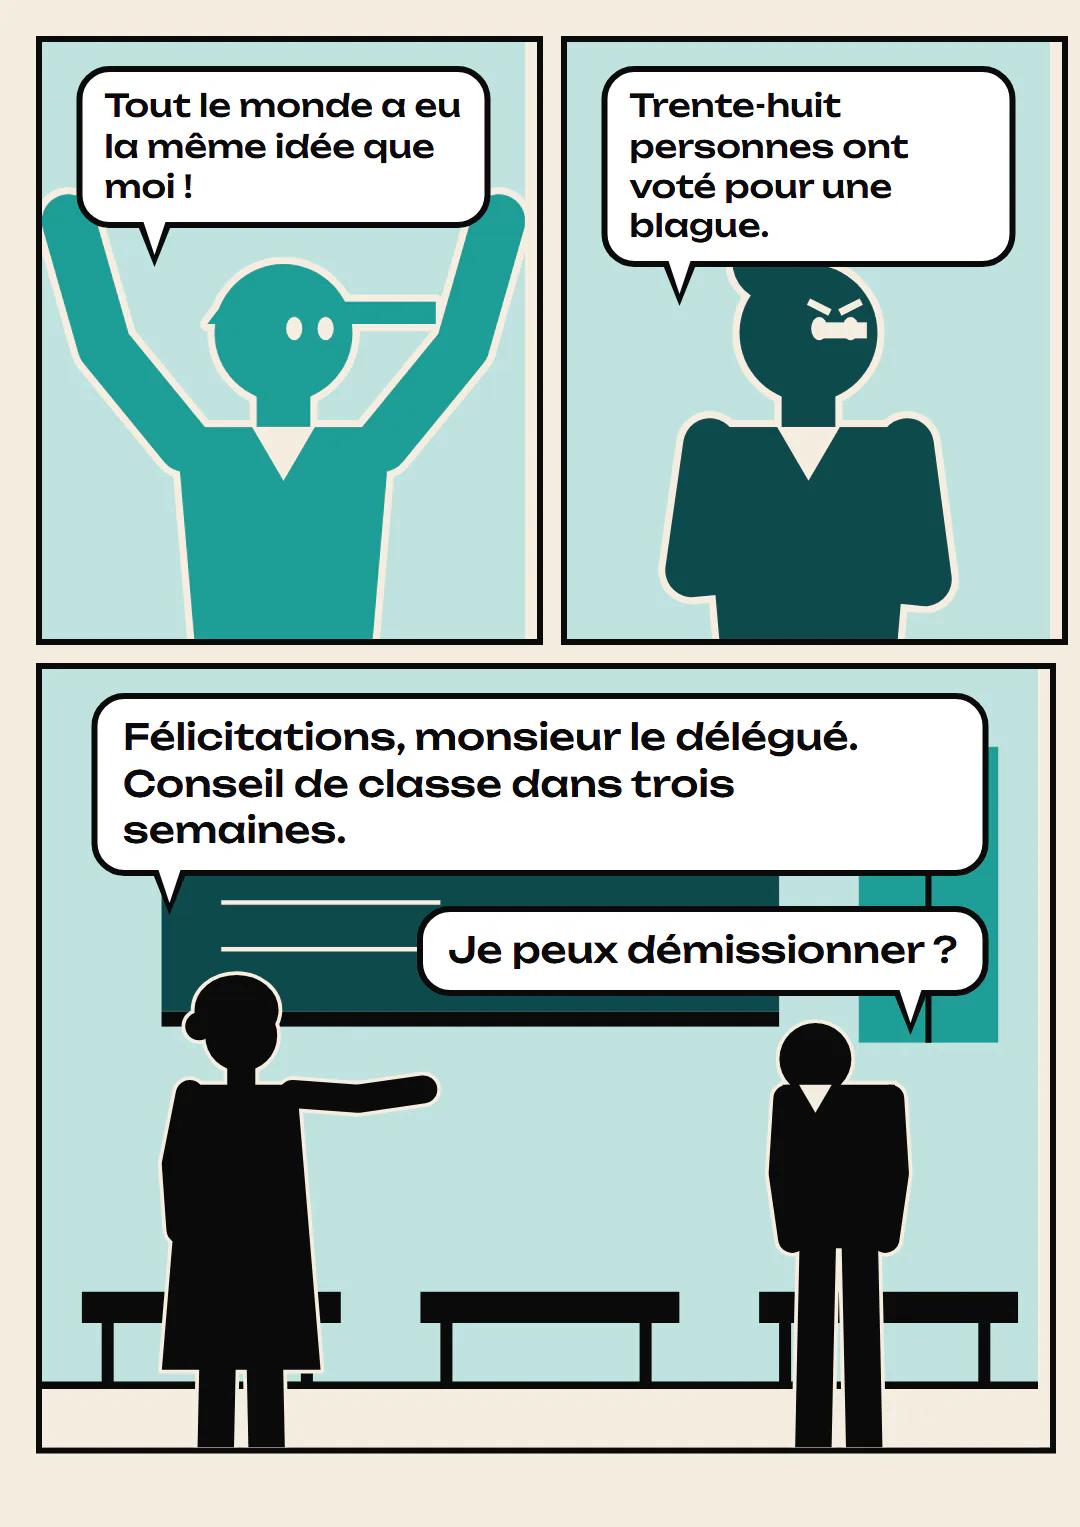 Tout le monde a eu
la même idée que
moi !
Trente-huit
personnes ont
voté pour une
blague.
Félicitations, monsieur le délégué.
Conseil de classe dans trois
semaines.
Je peux démissionner ?